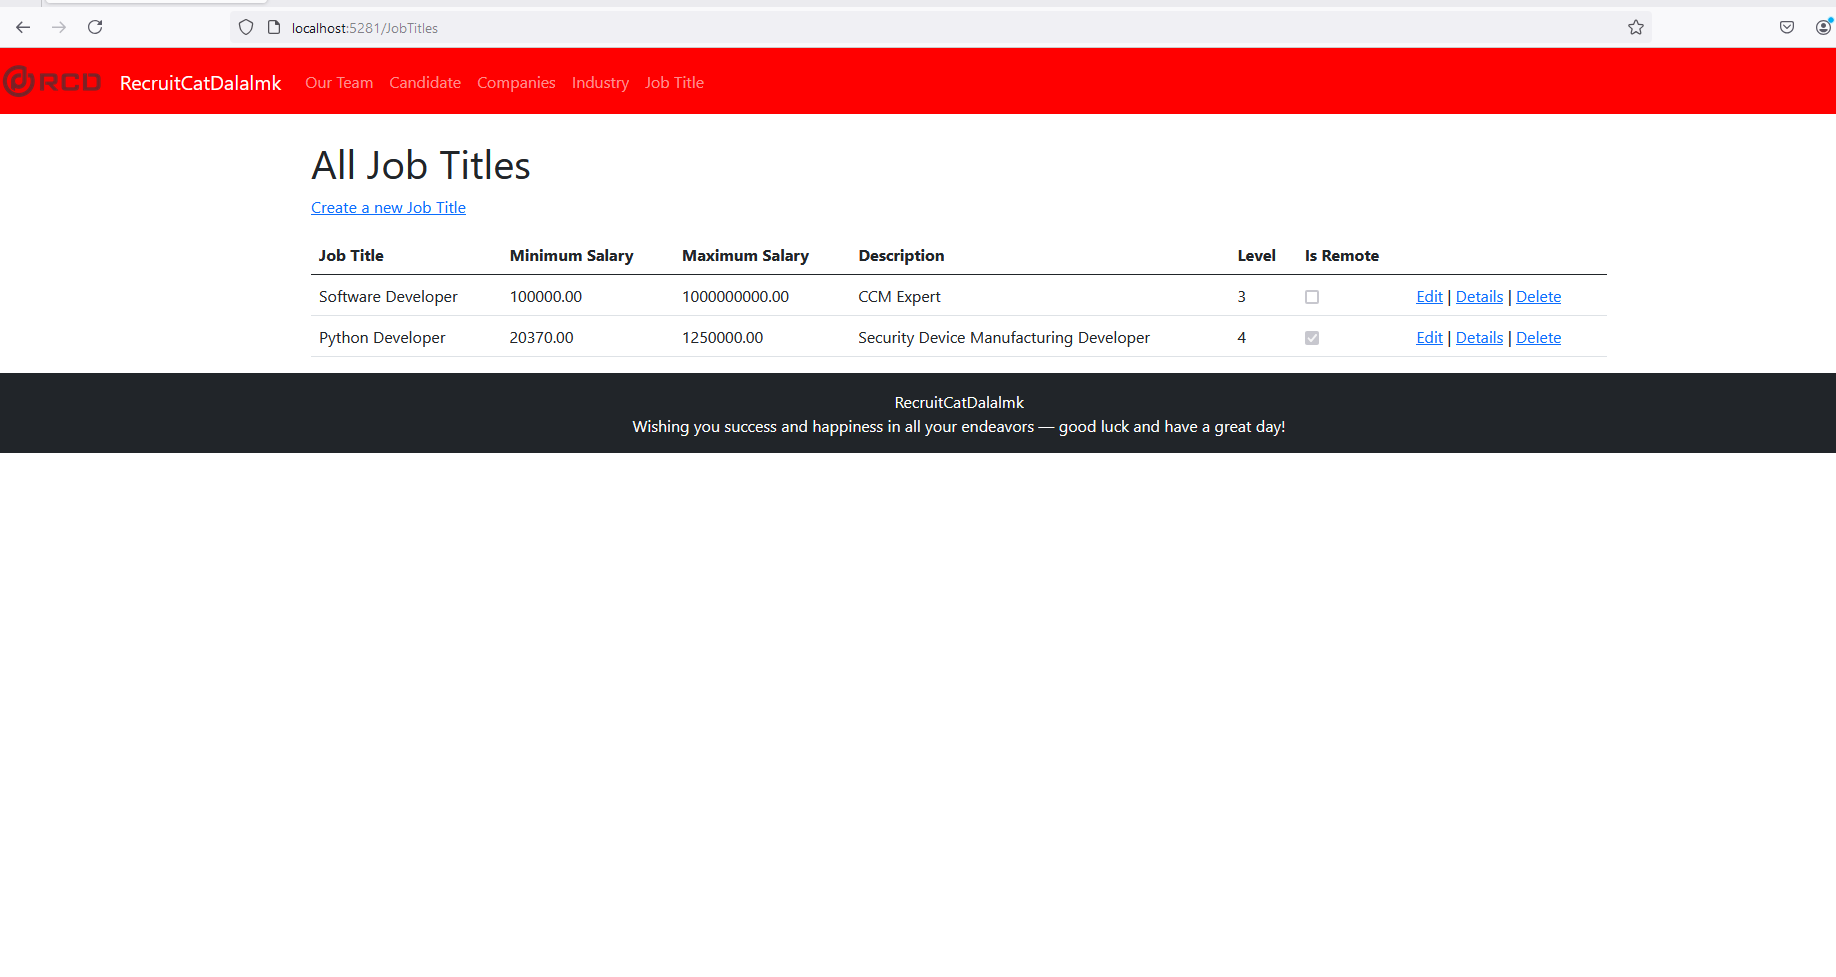 localhost:5281/JobTitles
RCD RecruitCatDalalmk Our Team Candidate Companies Industry Job Title
All Job Titles
Create a new Job Title
Job Title Minimum Salary Maximum Salary Description Level Is Remote
Software Developer 100000.00 1000000000.00 CCM Expert 3 Edit | Details | Delete
Python Developer 20370.00 1250000.00 Security Device Manufacturing Developer 4 Edit | Details | Delete
RecruitCatDalalmk
Wishing you success and happiness in all your endeavors — good luck and have a great day!